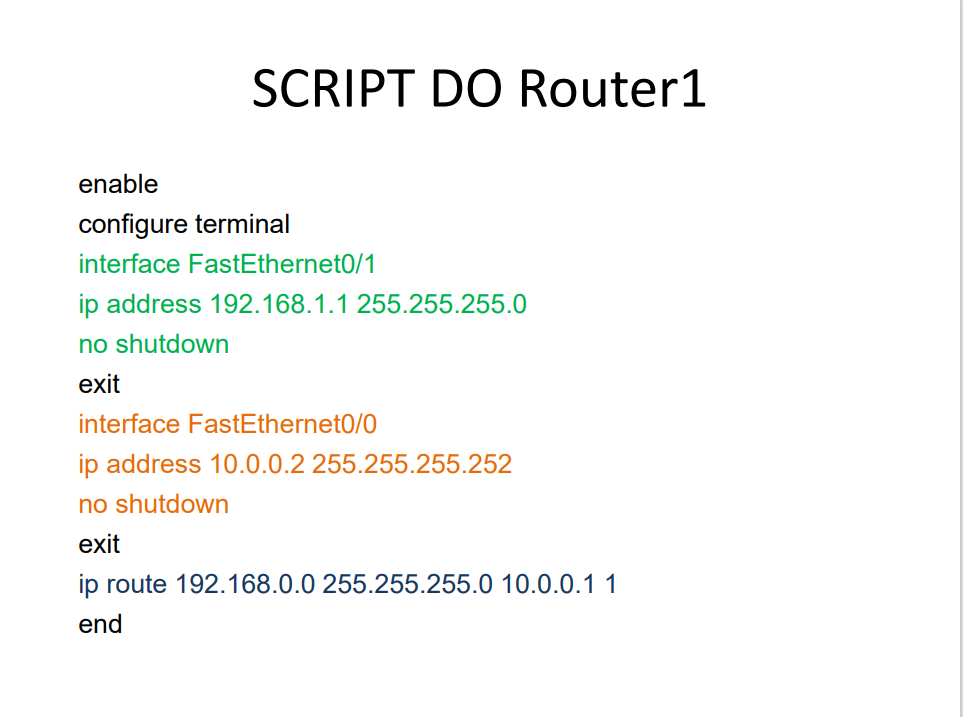 SCRIPT DO Router1
enable
configure terminal
interface FastEthernet0/1
ip address 192.168.1.1 255.255.255.0
no shutdown
exit
interface FastEthernet0/0
ip address 10.0.0.2 255.255.255.252
no shutdown
exit
ip route 192.168.0.0 255.255.255.0 10.0.0.1 1
end